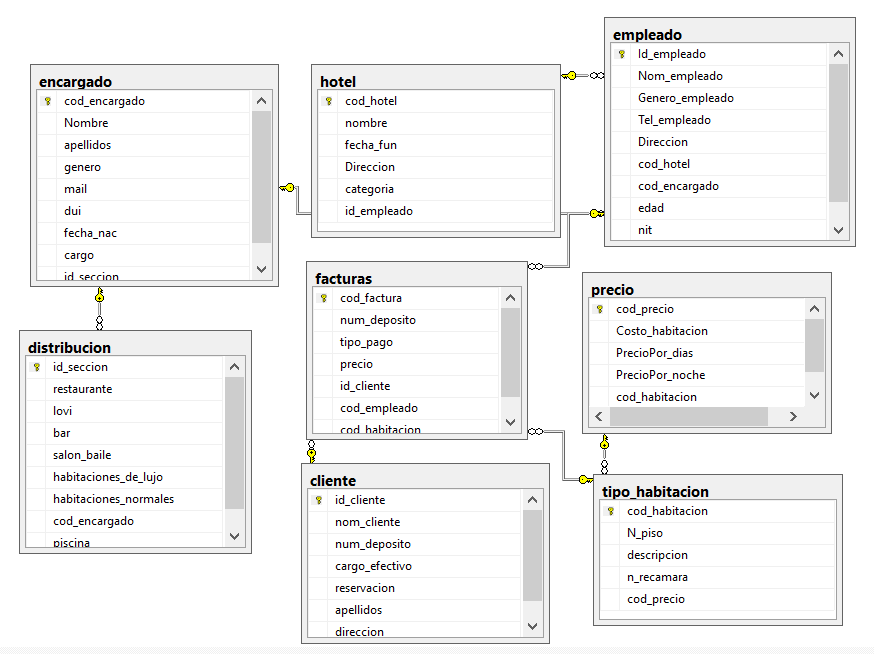 encargado
cod_encargado
Nombre
apellidos
genero
mail
dui
fecha_nac
cargo
id_seccion
hotel
cod_hotel
nombre
fecha_fun
Direccion
categoria
id_empleado
empleado
Id_empleado
Nom_empleado
Genero_empleado
Tel_empleado
Direccion
cod_hotel
cod_encargado
edad
nit
distribucion
id_seccion
restaurante
lovi
bar
salon_baile
habitaciones_de_lujo
habitaciones_normales
cod_encargado
piscina
facturas
cod_factura
num_deposito
tipo_pago
precio
id_cliente
cod_empleado
cod_habitacion
precio
cod_precio
Costo_habitacion
PrecioPor_dias
PrecioPor_noche
cod_habitacion
cliente
id_cliente
nom_cliente
num_deposito
cargo_efectivo
reservacion
apellidos
direccion
tipo_habitacion
cod_habitacion
N_piso
descripcion
n_recamara
cod_precio